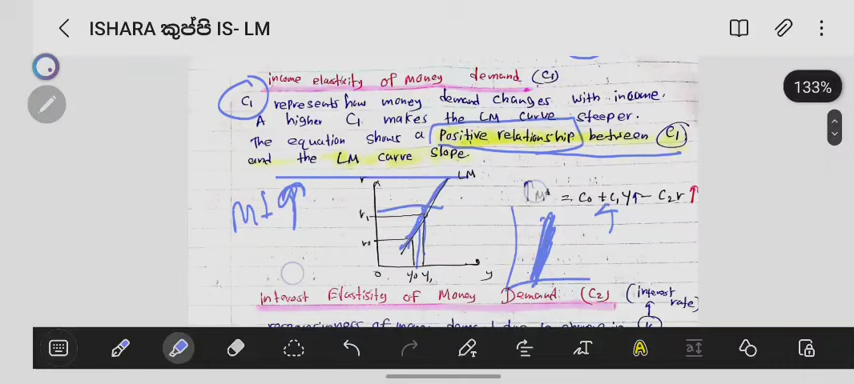 ISHARA කුප්පි IS- LM
133%
income elasticity of money demand (C1)
C1 represents how money demand changes with income.
A higher C1 makes the LM curve steeper.
The equation shows a positive relationship between C1
and the LM curve slope.
r
LM
r1
r0
0 y0 y1 y
= C0 + C1 y↑ - C2 r ↑
interest Elasticity of Money Demand (C2) (interest rate)